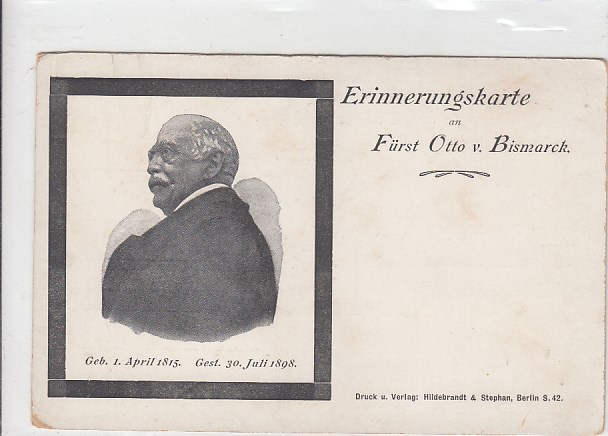 Erinnerungskarte
an
Fürst Otto v. Bismarck.
Geb. 1. April 1815. Gest. 30. Juli 1898.
Druck u. Verlag: Hildebrandt & Stephan, Berlin S. 42.